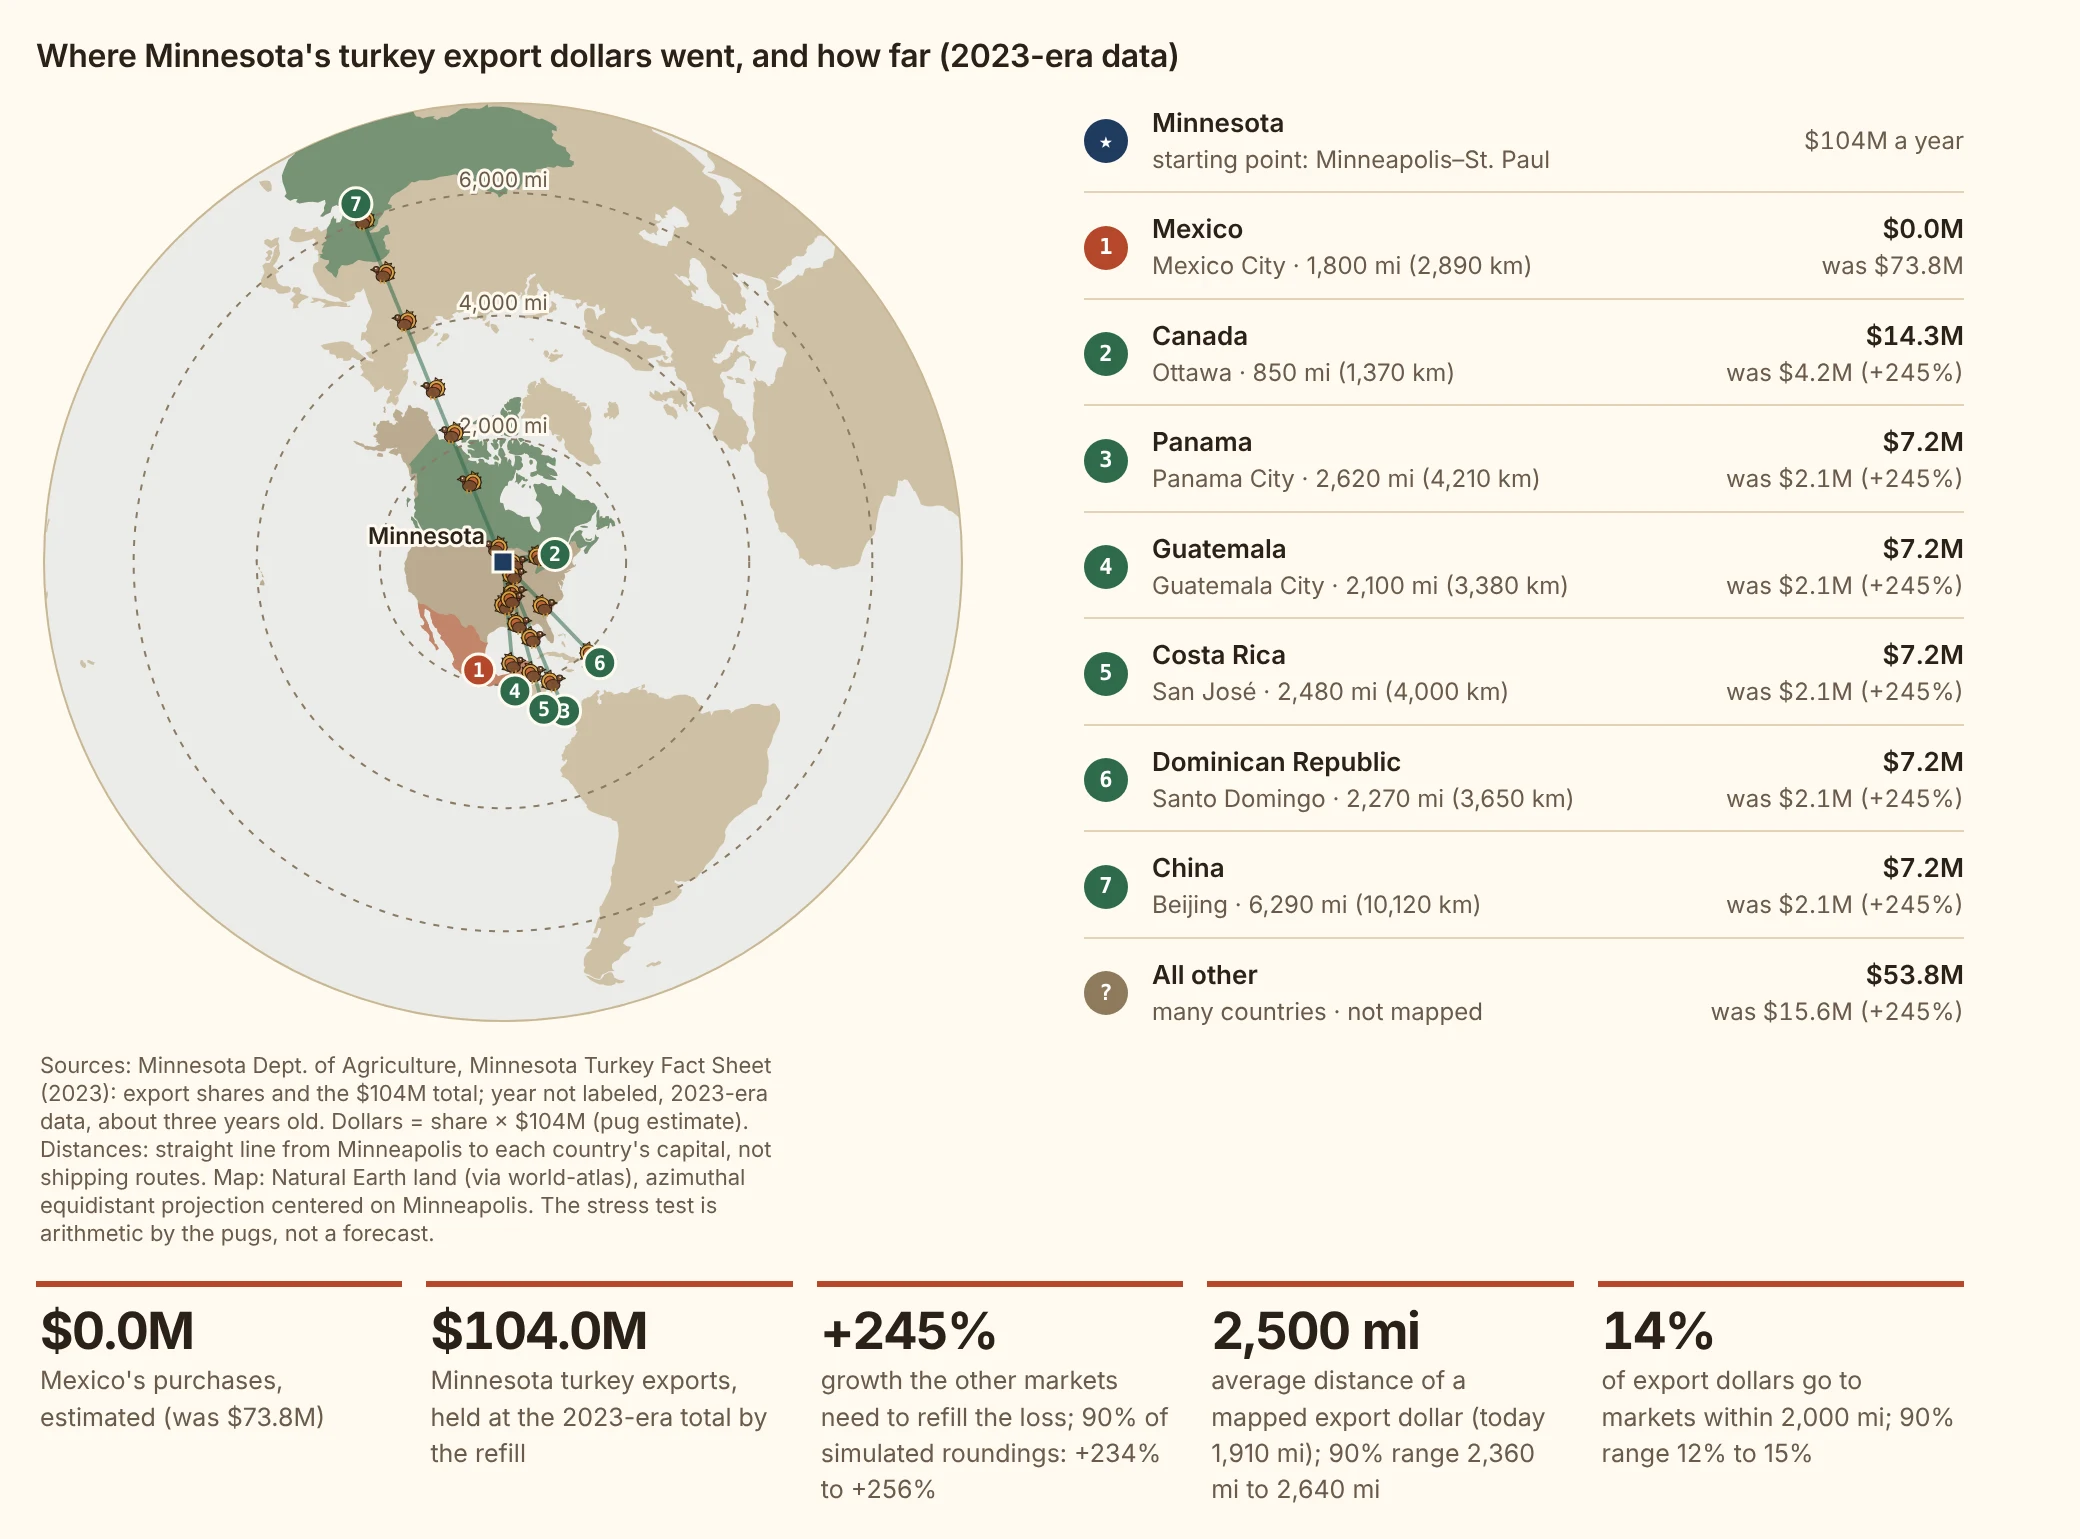 Where Minnesota's turkey export dollars went, and how far (2023-era data)
6,000 mi
4,000 mi
2,000 mi
Minnesota
7
2
1
4
5
3
6
★
Minnesota
$104M a year
starting point: Minneapolis–St. Paul
1
Mexico
$0.0M
Mexico City · 1,800 mi (2,890 km)
was $73.8M
2
Canada
$14.3M
Ottawa · 850 mi (1,370 km)
was $4.2M (+245%)
3
Panama
$7.2M
Panama City · 2,620 mi (4,210 km)
was $2.1M (+245%)
4
Guatemala
$7.2M
Guatemala City · 2,100 mi (3,380 km)
was $2.1M (+245%)
5
Costa Rica
$7.2M
San José · 2,480 mi (4,000 km)
was $2.1M (+245%)
6
Dominican Republic
$7.2M
Santo Domingo · 2,270 mi (3,650 km)
was $2.1M (+245%)
7
China
$7.2M
Beijing · 6,290 mi (10,120 km)
was $2.1M (+245%)
?
All other
$53.8M
many countries · not mapped
was $15.6M (+245%)
Sources: Minnesota Dept. of Agriculture, Minnesota Turkey Fact Sheet
(2023): export shares and the $104M total; year not labeled, 2023-era
data, about three years old. Dollars = share × $104M (pug estimate).
Distances: straight line from Minneapolis to each country's capital, not
shipping routes. Map: Natural Earth land (via world-atlas), azimuthal
equidistant projection centered on Minneapolis. The stress test is
arithmetic by the pugs, not a forecast.
$0.0M
Mexico's purchases,
estimated (was $73.8M)
$104.0M
Minnesota turkey exports,
held at the 2023-era total by
the refill
+245%
growth the other markets
need to refill the loss; 90% of
simulated roundings: +234%
to +256%
2,500 mi
average distance of a
mapped export dollar (today
1,910 mi); 90% range 2,360
mi to 2,640 mi
14%
of export dollars go to
markets within 2,000 mi; 90%
range 12% to 15%